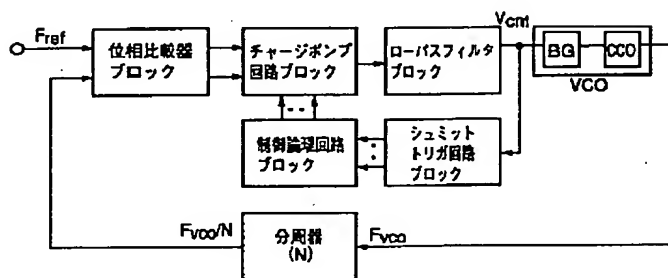 Fref
位相比較器
ブロック
チャージポンプ
回路ブロック
ローパスフィルタ
ブロック
Vcnt
BG
CCO
VCO
制御論理回路
ブロック
シュミット
トリガ回路
ブロック
FVCO/N
分周器
(N)
FVCO